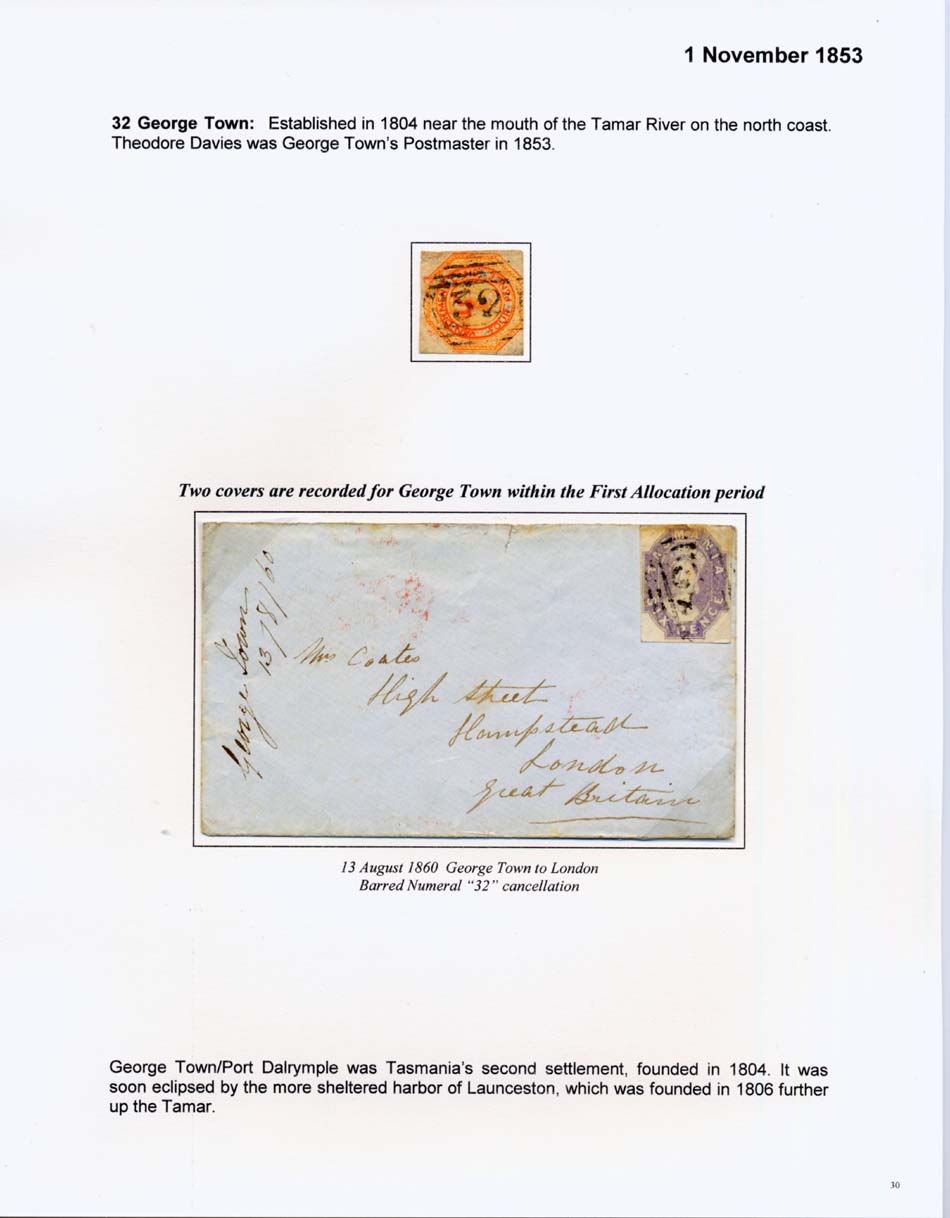 1 November 1853
32 George Town: Established in 1804 near the mouth of the Tamar River on the north coast.
Theodore Davies was George Town's Postmaster in 1853.
32
FOUR PENCE
Two covers are recorded for George Town within the First Allocation period
TASMANIA
SIX PENCE
George Town
13/8/60
Mrs Coates
High Street
Hampstead
London
Great Britain
13 August 1860 George Town to London
Barred Numeral "32" cancellation
George Town/Port Dalrymple was Tasmania's second settlement, founded in 1804. It was
soon eclipsed by the more sheltered harbor of Launceston, which was founded in 1806 further
up the Tamar.
30